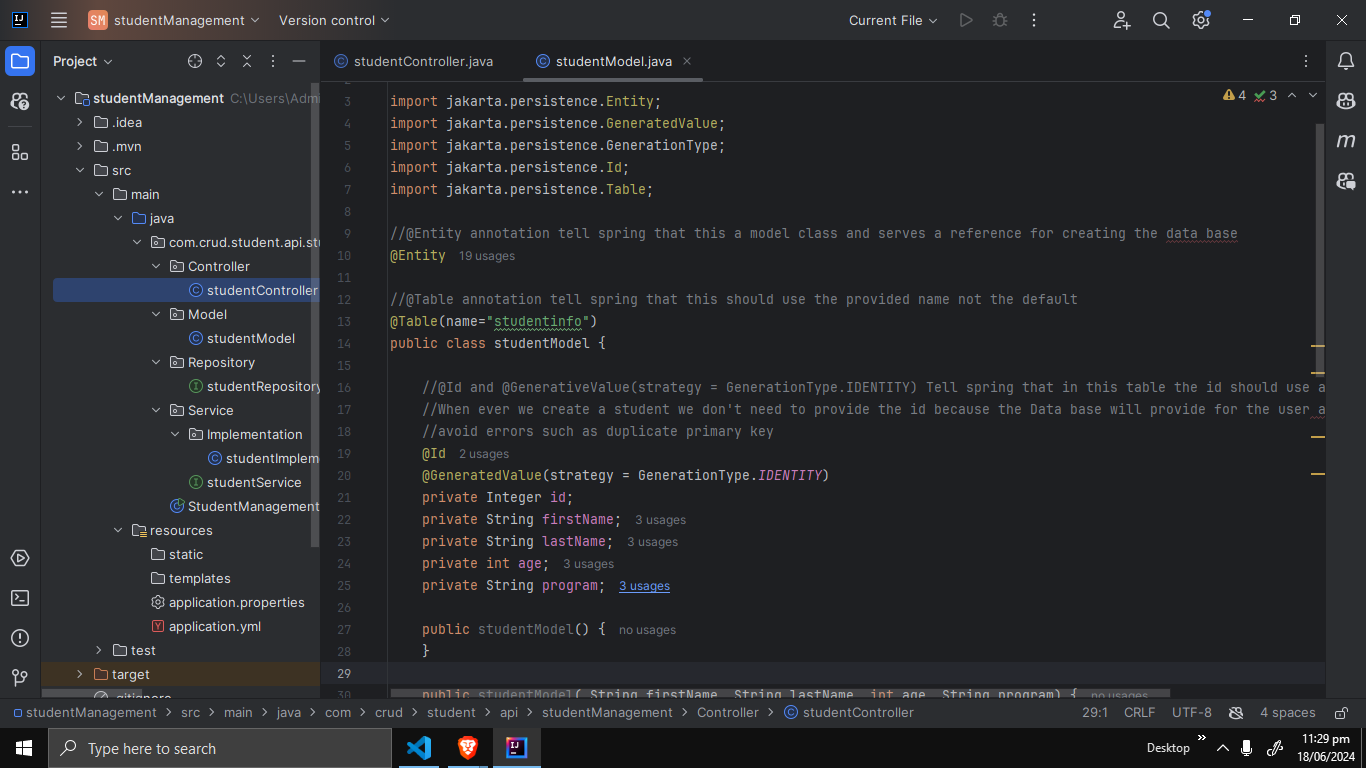 SM studentManagement Version control Current File
Project
studentController.java studentModel.java
studentManagement C:\Users\Admi
.idea
.mvn
src
main
java
com.crud.student.api.stu
Controller
studentController
Model
studentModel
Repository
studentRepository
Service
Implementation
studentImplem
studentService
StudentManagement
resources
static
templates
application.properties
application.yml
test
target
.gitignore
4 3
3 import jakarta.persistence.Entity;
4 import jakarta.persistence.GeneratedValue;
5 import jakarta.persistence.GenerationType;
6 import jakarta.persistence.Id;
7 import jakarta.persistence.Table;
8
9 //@Entity annotation tell spring that this a model class and serves a reference for creating the data base
10 @Entity 19 usages
11
12 //@Table annotation tell spring that this should use the provided name not the default
13 @Table(name="studentinfo")
14 public class studentModel {
15
16 //@Id and @GenerativeValue(strategy = GenerationType.IDENTITY) Tell spring that in this table the id should use a
17 //When ever we create a student we don't need to provide the id because the Data base will provide for the user a
18 //avoid errors such as duplicate primary key
19 @Id 2 usages
20 @GeneratedValue(strategy = GenerationType.IDENTITY)
21 private Integer id;
22 private String firstName; 3 usages
23 private String lastName; 3 usages
24 private int age; 3 usages
25 private String program; 3 usages
26
27 public studentModel() { no usages
28 }
29
30 public studentModel( String firstName, String lastName, int age, String program) { no usages
studentManagement > src > main > java > com > crud > student > api > studentManagement > Controller > studentController 29:1 CRLF UTF-8 4 spaces
Type here to search
Desktop
11:29 pm
18/06/2024